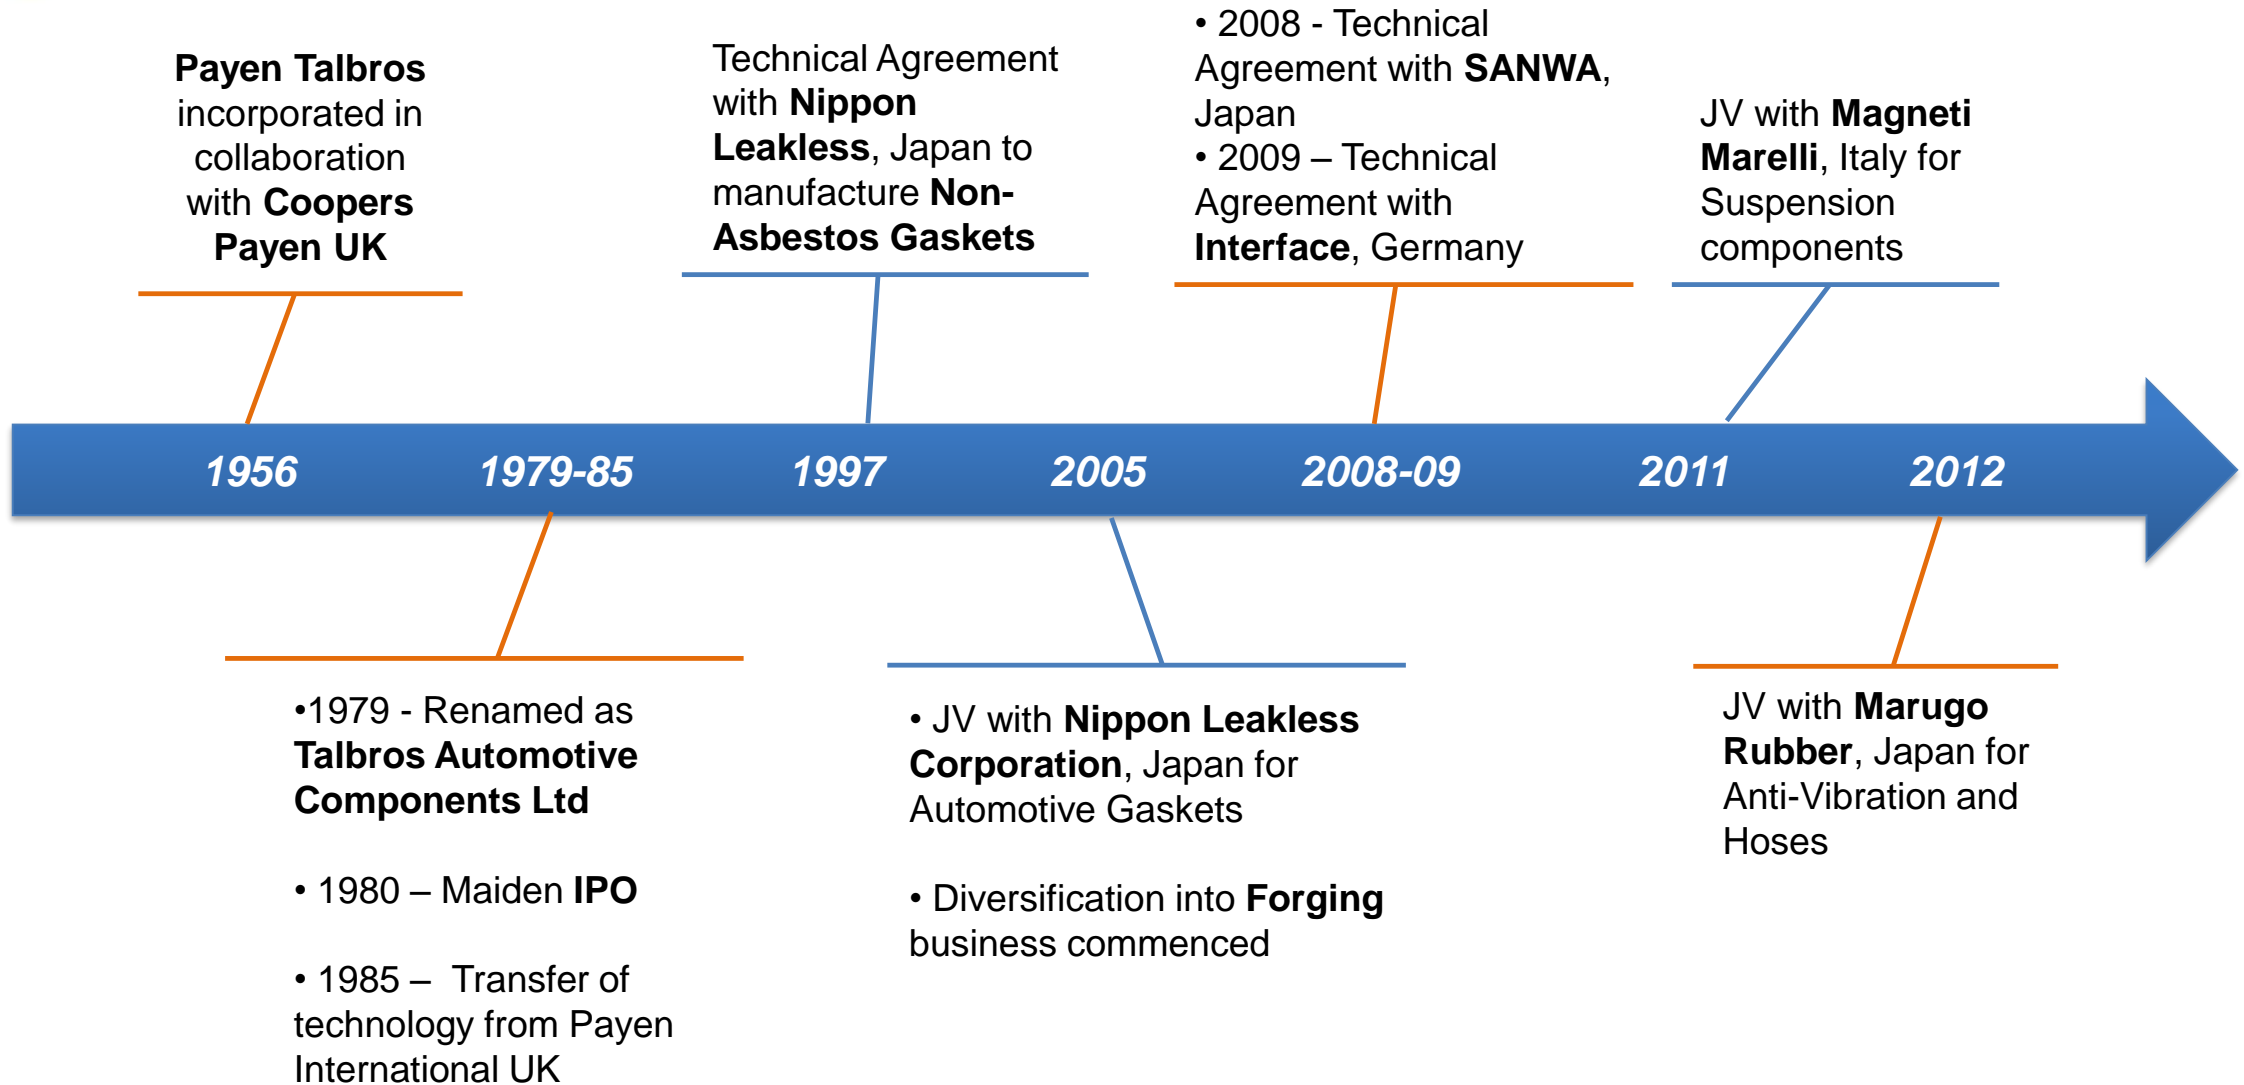 Payen Talbros
incorporated in
collaboration
with Coopers
Payen UK
Technical Agreement
with Nippon
Leakless, Japan to
manufacture Non-
Asbestos Gaskets
• 2008 - Technical
Agreement with SANWA,
Japan
• 2009 – Technical
Agreement with
Interface, Germany
JV with Magneti
Marelli, Italy for
Suspension
components
1956
1979-85
1997
2005
2008-09
2011
2012
•1979 - Renamed as
Talbros Automotive
Components Ltd
• 1980 – Maiden IPO
• 1985 – Transfer of
technology from Payen
International UK
• JV with Nippon Leakless
Corporation, Japan for
Automotive Gaskets
• Diversification into Forging
business commenced
JV with Marugo
Rubber, Japan for
Anti-Vibration and
Hoses